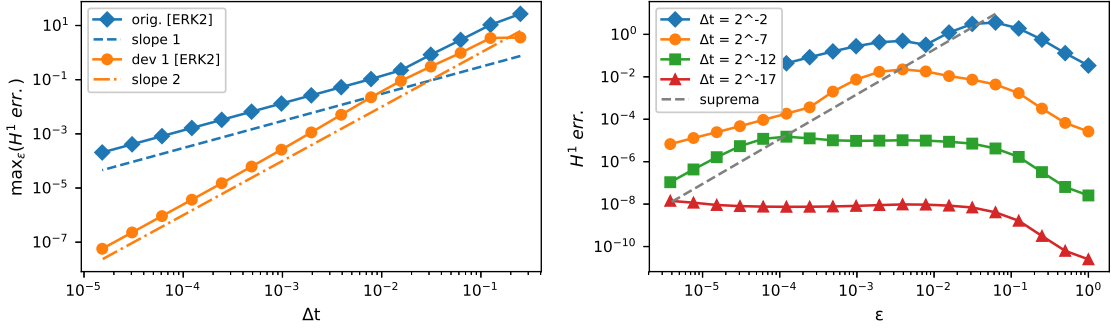 10^1
10^-1
10^-3
10^-5
10^-7
max_ε(H^1 err.)
orig. [ERK2]
slope 1
dev 1 [ERK2]
slope 2
10^-5
10^-4
10^-3
10^-2
10^-1
Δt
10^0
10^-2
10^-4
10^-6
10^-8
10^-10
H^1 err.
Δt = 2^-2
Δt = 2^-7
Δt = 2^-12
Δt = 2^-17
suprema
10^-5
10^-4
10^-3
10^-2
10^-1
10^0
ε